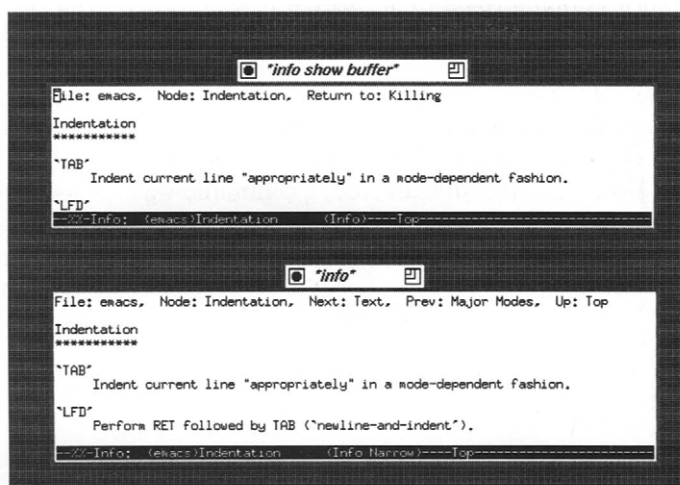 *info show buffer*
File: emacs,  Node: Indentation,  Return to: Killing
Indentation
***********
`TAB'
Indent current line "appropriately" in a mode-dependent fashion.
`LFD'
--%%-Info:  (emacs)Indentation      (Info)----Top------------------------------
*info*
File: emacs,  Node: Indentation,  Next: Text,  Prev: Major Modes,  Up: Top
Indentation
***********
`TAB'
Indent current line "appropriately" in a mode-dependent fashion.
`LFD'
Perform RET followed by TAB (`newline-and-indent').
--%%-Info:  (emacs)Indentation      (Info Narrow)----Top-----------------------